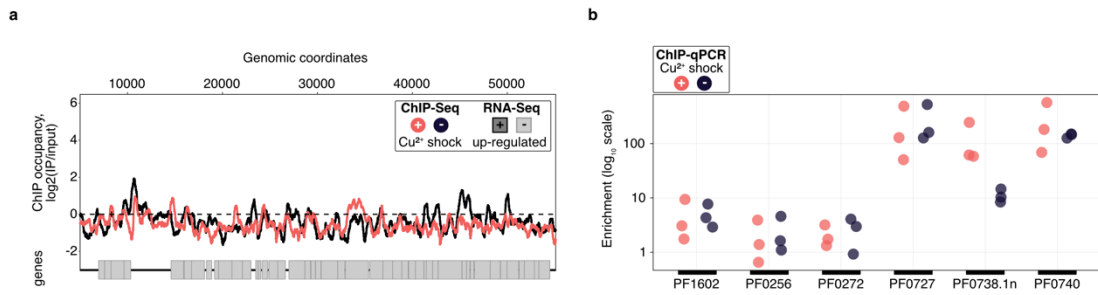 a
Genomic coordinates
10000 20000 30000 40000 50000
6
4
2
0
-2
ChIP occupancy,
log2(IP/input)
genes
ChIP-Seq RNA-Seq
+ - + -
Cu²⁺ shock up-regulated
b
ChIP-qPCR
Cu²⁺ shock
+ -
Enrichment (log₁₀ scale)
100
10
1
PF1602 PF0256 PF0272 PF0727 PF0738.1n PF0740